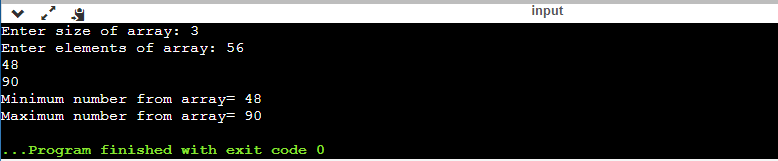 input
Enter size of array: 3
Enter elements of array: 56
48
90
Minimum number from array= 48
Maximum number from array= 90
...Program finished with exit code 0